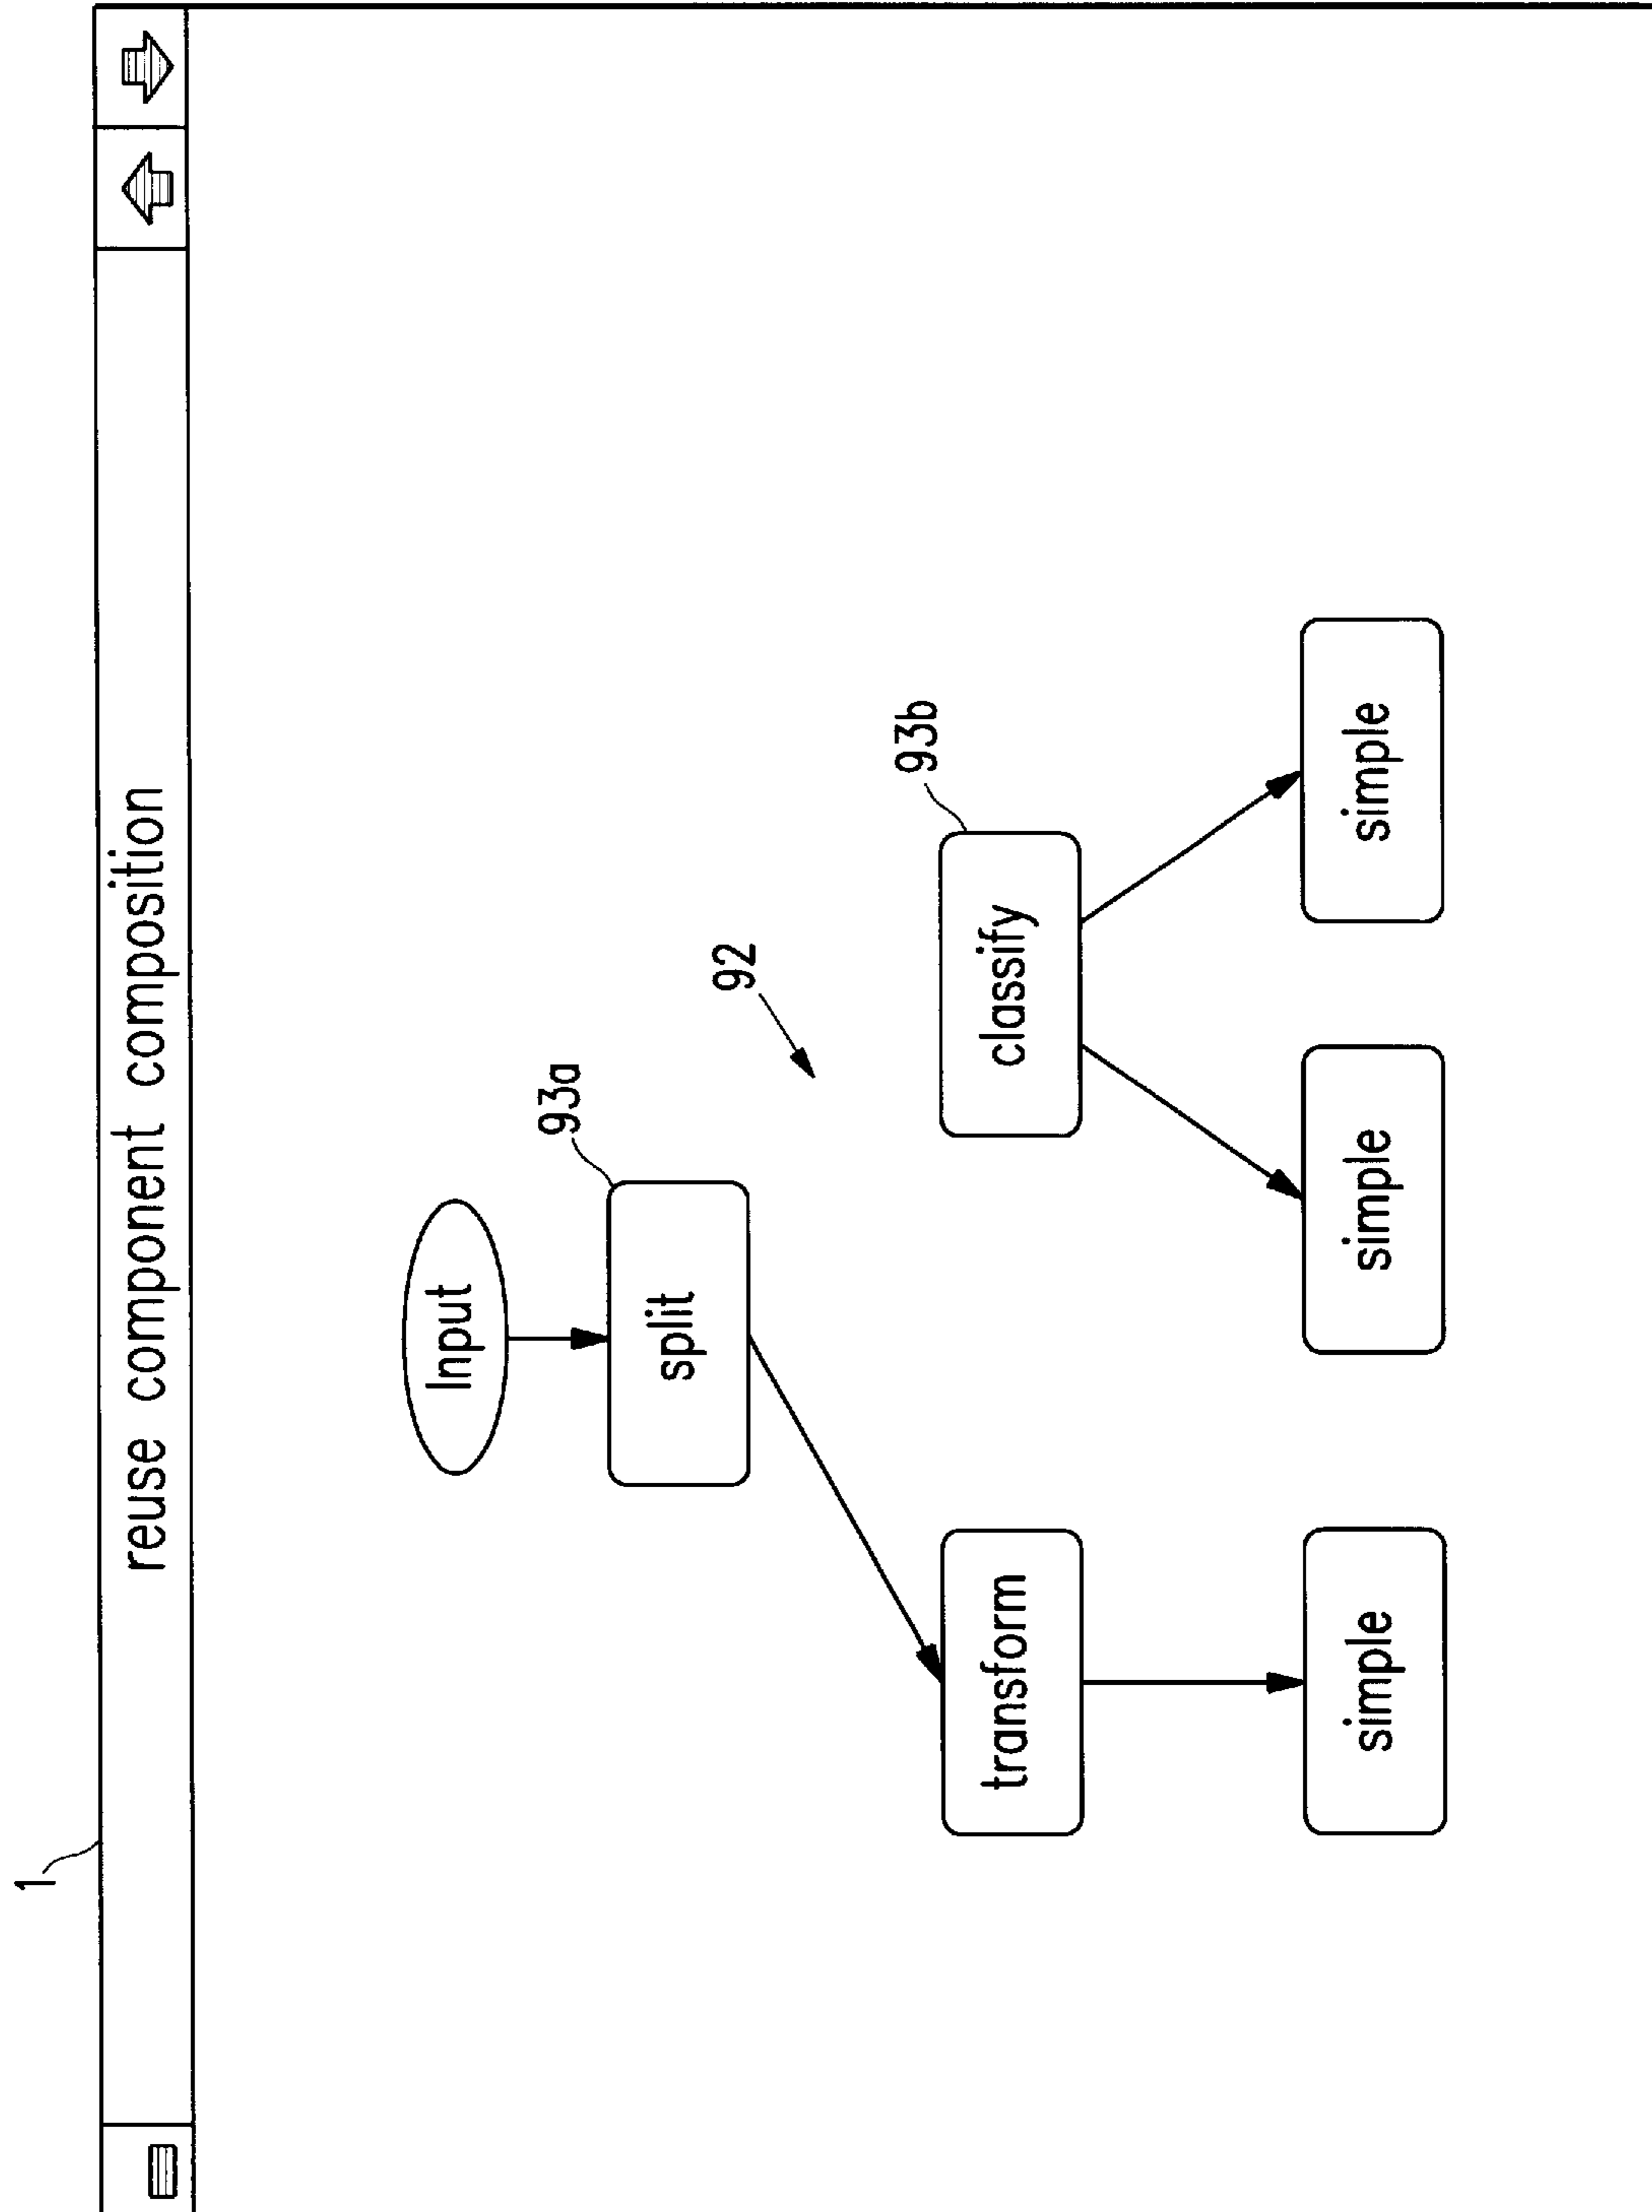 1
reuse component composition
Input
93a
split
92
93b
transform
classify
simple
simple
simple